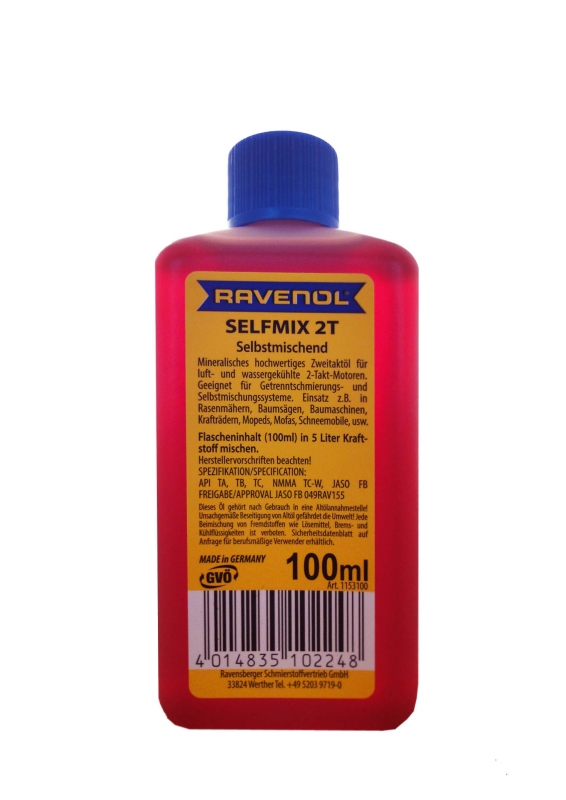 RAVENOL
SELFMIX 2T
Selbstmischend
Mineralisches hochwertiges Zweitaktöl für
luft- und wassergekühlte 2-Takt-Motoren.
Geeignet für Getrenntschmierungs- und
Selbstmischungssysteme. Einsatz z.B. in
Rasenmähern, Baumsägen, Baumaschinen,
Krafträdern, Mopeds, Mofas, Schneemobile, usw.
Flascheninhalt (100ml) in 5 Liter Kraft-
stoff mischen.
Herstellervorschriften beachten!
SPEZIFIKATION/SPECIFICATION:
API TA, TB, TC, NMMA TC-W, JASO FB
FREIGABE/APPROVAL JASO FB 049RAV155
Dieses Öl gehört nach Gebrauch in eine Altölannahmestelle!
Unsachgemäße Beseitigung von Altöl gefährdet die Umwelt! Jede
Beimischung von Fremdstoffen wie Lösemittel, Brems- und
Kühlflüssigkeiten ist verboten. Sicherheitsdatenblatt auf
Anfrage für berufsmäßige Verwender erhältlich.
MADE in GERMANY
GVÖ
100ml
Art. 1153100
4 014835 102248
Ravensberger Schmierstoffvertrieb GmbH
33824 Werther Tel. +49 5203 9719-0